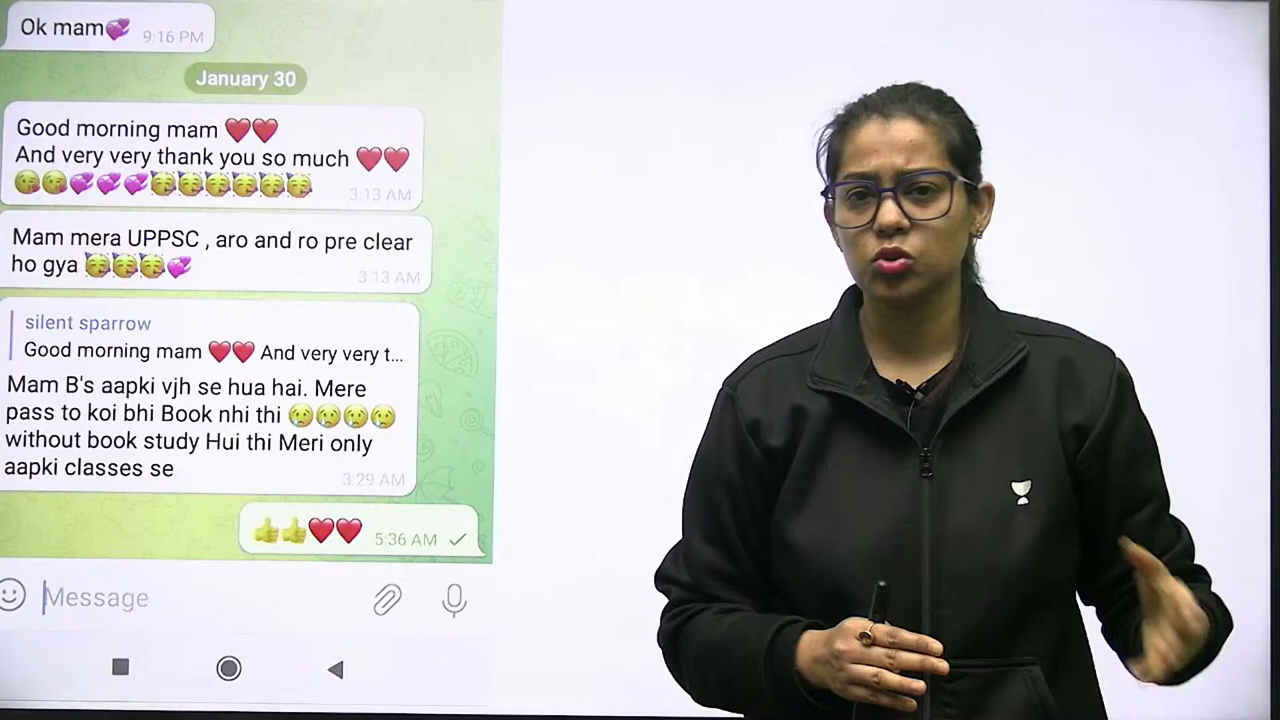 Ok mam💞 9:16 PM
January 30
Good morning mam ❤️❤️
And very very thank you so much ❤️❤️
😘😘💞💞💞🥳🥳🥳🥳🥳🥳 3:13 AM
Mam mera UPPSC , aro and ro pre clear
ho gya 🥳🥳🥳💞 3:13 AM
silent sparrow
Good morning mam ❤️❤️ And very very t...
Mam B's aapki vjh se hua hai. Mere
pass to koi bhi Book nhi thi 😢😢😢😢
without book study Hui thi Meri only
aapki classes se
3:29 AM
👍👍❤️❤️ 5:36 AM
Message